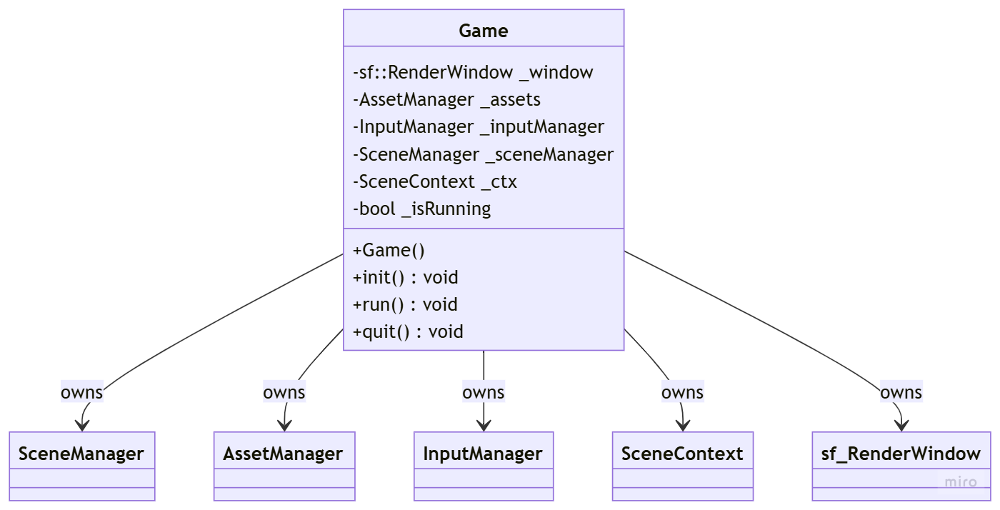 Game
-sf::RenderWindow _window
-AssetManager _assets
-InputManager _inputManager
-SceneManager _sceneManager
-SceneContext _ctx
-bool _isRunning
+Game()
+init() : void
+run() : void
+quit() : void
owns owns owns owns owns
SceneManager AssetManager InputManager SceneContext sf_RenderWindow
miro